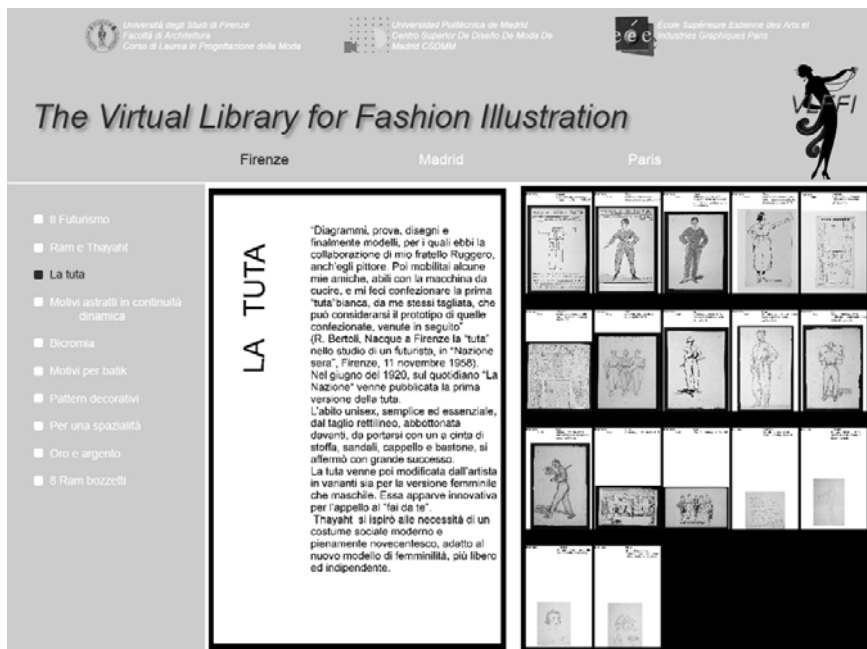 Università degli Studi di Firenze
Facoltà di Architettura
Corso di Laurea in Progettazione della Moda
Universidad Politécnica de Madrid
Centro Superior De Diseño De Moda De
Madrid CSDMM
eée
École Supérieure Estienne des Arts et
Industries Graphiques Paris
The Virtual Library for Fashion Illustration
VLFFI
Firenze
Madrid
Paris
Il Futurismo
Ram e Thayaht
La tuta
Motivi astratti in continuità
dinamica
Bicromia
Motivi per batik
Pattern decorativi
Per una spazialità
Oro e argento
8 Ram bozzetti
LA TUTA
"Diagrammi, prove, disegni e
finalmente modelli, per i quali ebbi la
collaborazione di mio fratello Ruggero,
anch'egli pittore. Poi mobilitai alcune
mie amiche, abili con la macchina da
cucire, e mi feci confezionare la prima
"tuta"bianca, da me stessi tagliata, che
può considerarsi il prototipo di quelle
confezionate, venute in seguito"
(R. Bertoli, Nacque a Firenze la "tuta"
nello studio di un futurista, in "Nazione
sera", Firenze, 11 novembre 1958).
Nel giugno del 1920, sul quotidiano "La
Nazione" venne pubblicata la prima
versione della tuta.
L'abito unisex, semplice ed essenziale,
dal taglio rettilineo, abbottonata
davanti, da portarsi con un a cinta di
stoffa, sandali, cappello e bastone, si
affermò con grande successo.
La tuta venne poi modificata dall'artista
in varianti sia per la versione femminile
che maschile. Essa apparve innovativa
per l'appello al "fai da te".
Thayaht si ispirò alle necessità di un
costume sociale moderno e
pienamente novecentesco, adatto al
nuovo modello di femminilità, più libero
ed indipendente.